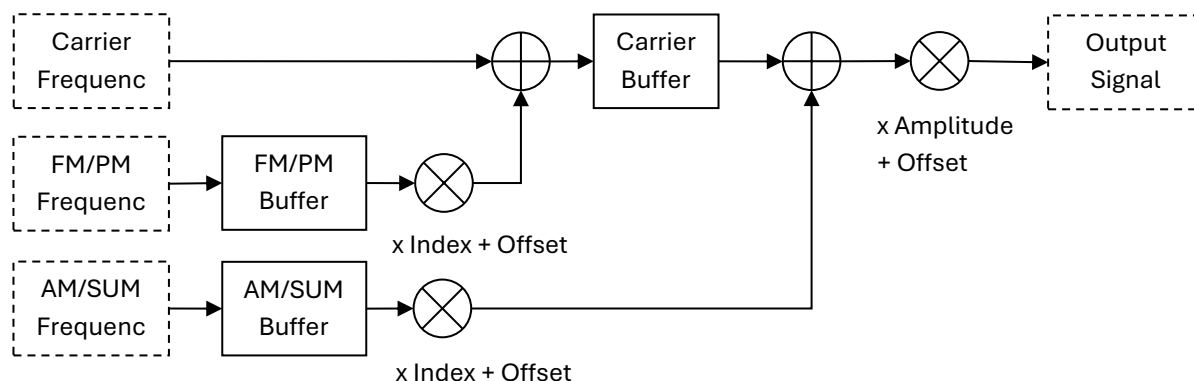 Carrier
Frequenc
Carrier
Buffer
Output
Signal
x Amplitude
+ Offset
FM/PM
Frequenc
FM/PM
Buffer
x Index + Offset
AM/SUM
Frequenc
AM/SUM
Buffer
x Index + Offset